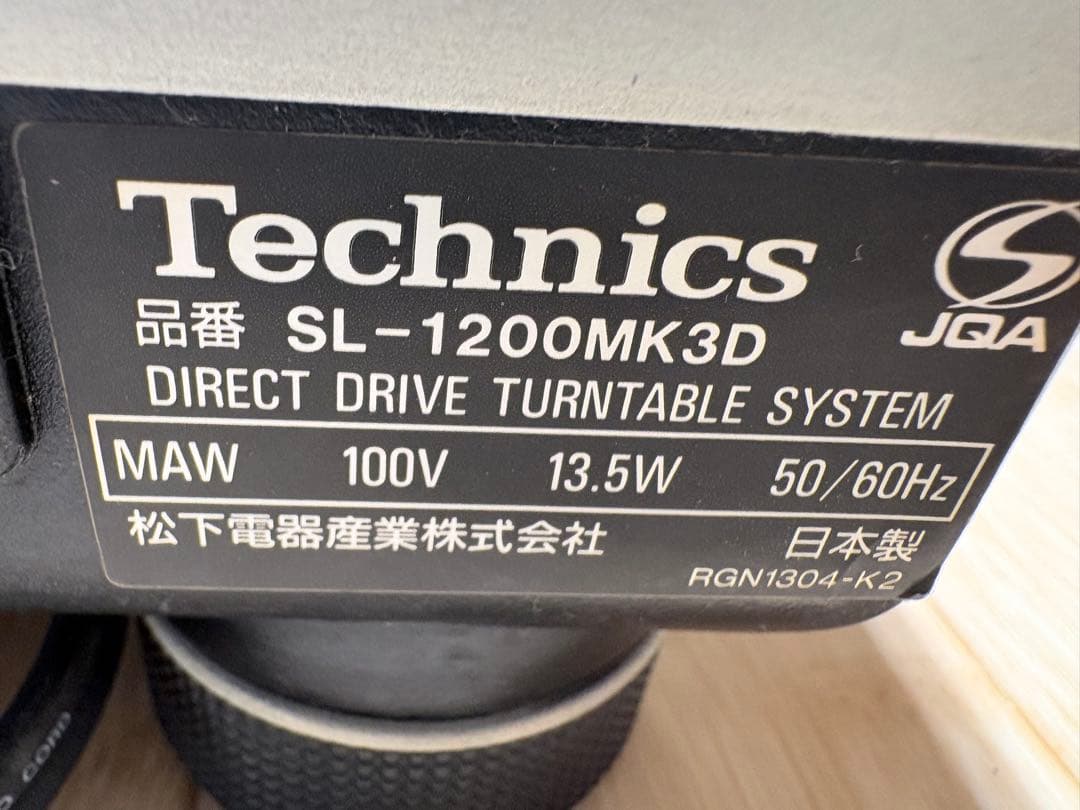 Technics
JQA
品番 SL-1200MK3D
DIRECT DRIVE TURNTABLE SYSTEM
MAW 100V 13.5W 50/60Hz
松下電器産業株式会社 日本製
RGN1304-K2
com